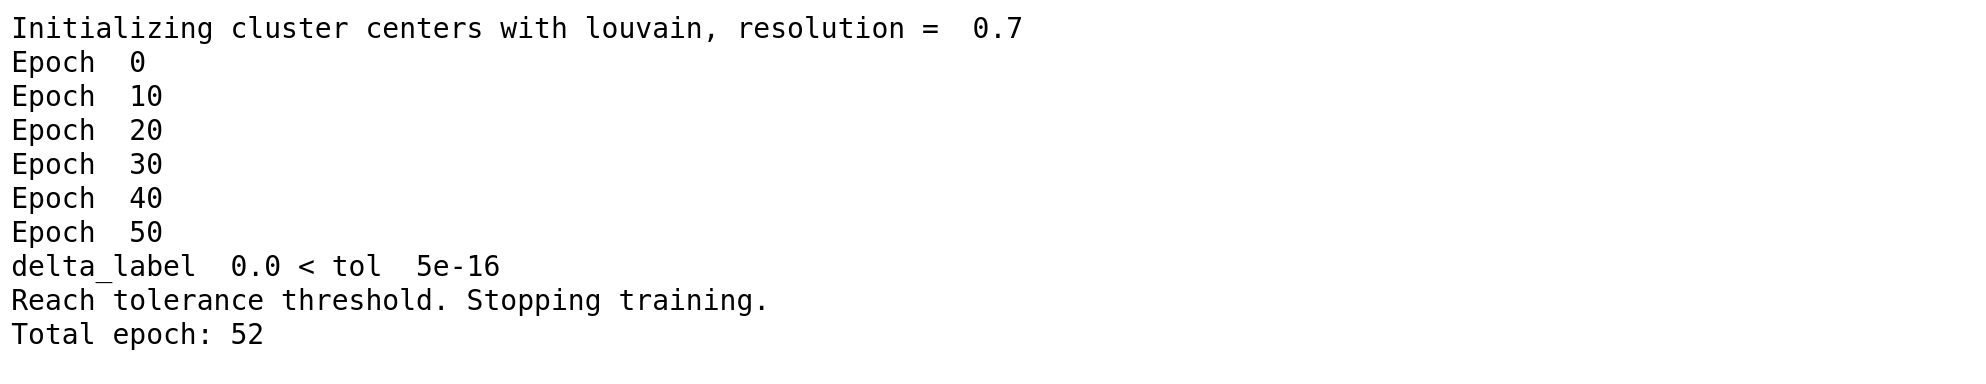 Initializing cluster centers with louvain, resolution =  0.7
Epoch  0
Epoch  10
Epoch  20
Epoch  30
Epoch  40
Epoch  50
delta_label  0.0 < tol  5e-16
Reach tolerance threshold. Stopping training.
Total epoch: 52